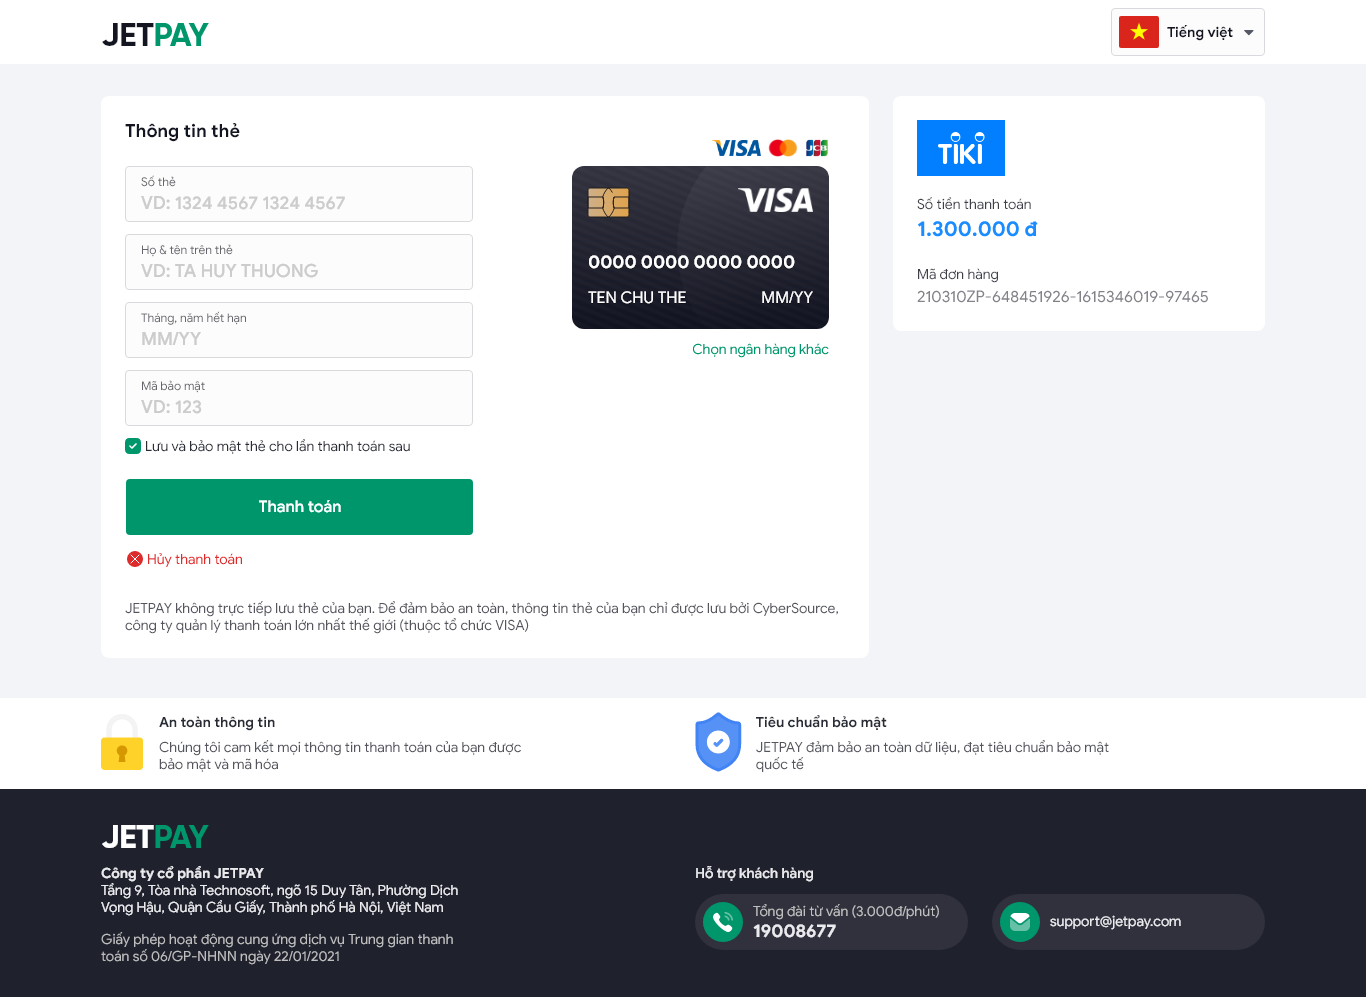 JETPAY
Tiếng việt
Thông tin thẻ
Số thẻ
VD: 1324 4567 1324 4567
Họ & tên trên thẻ
VD: TA HUY THUONG
Tháng, năm hết hạn
MM/YY
Mã bảo mật
VD: 123
Lưu và bảo mật thẻ cho lần thanh toán sau
Thanh toán
Hủy thanh toán
VISA
JCB
VISA
0000 0000 0000 0000
TEN CHU THE MM/YY
Chọn ngân hàng khác
JETPAY không trực tiếp lưu thẻ của bạn. Để đảm bảo an toàn, thông tin thẻ của bạn chỉ được lưu bởi CyberSource,
công ty quản lý thanh toán lớn nhất thế giới (thuộc tổ chức VISA)
TIKI
Số tiền thanh toán
1.300.000 đ
Mã đơn hàng
210310ZP-648451926-1615346019-97465
An toàn thông tin
Chúng tôi cam kết mọi thông tin thanh toán của bạn được
bảo mật và mã hóa
Tiêu chuẩn bảo mật
JETPAY đảm bảo an toàn dữ liệu, đạt tiêu chuẩn bảo mật
quốc tế
JETPAY
Công ty cổ phần JETPAY
Tầng 9, Tòa nhà Technosoft, ngõ 15 Duy Tân, Phường Dịch
Vọng Hậu, Quận Cầu Giấy, Thành phố Hà Nội, Việt Nam
Giấy phép hoạt động cung ứng dịch vụ Trung gian thanh
toán số 06/GP-NHNN ngày 22/01/2021
Hỗ trợ khách hàng
Tổng đài từ vấn (3.000đ/phút)
19008677
support@jetpay.com